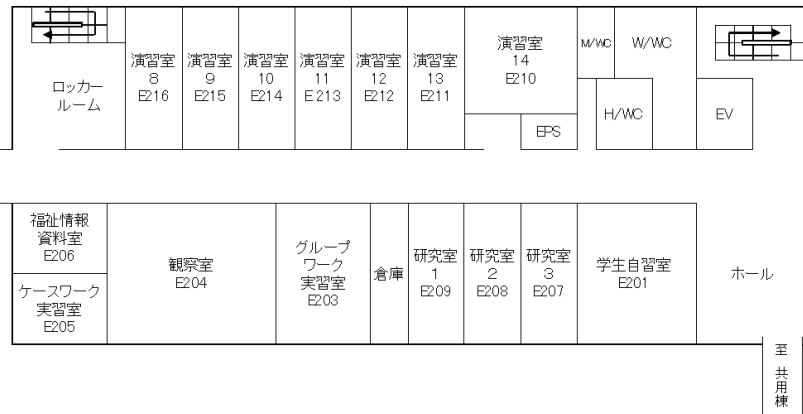 ロッカー
ルーム
演習室
8
E216
演習室
9
E215
演習室
10
E214
演習室
11
E213
演習室
12
E212
演習室
13
E211
演習室
14
E210
EPS
M/WC
W/WC
H/WC
EV
福祉情報
資料室
E206
ケースワーク
実習室
E205
観察室
E204
グループ
ワーク
実習室
E203
倉庫
研究室
1
E209
研究室
2
E208
研究室
3
E207
学生自習室
E201
ホール
至 共用棟